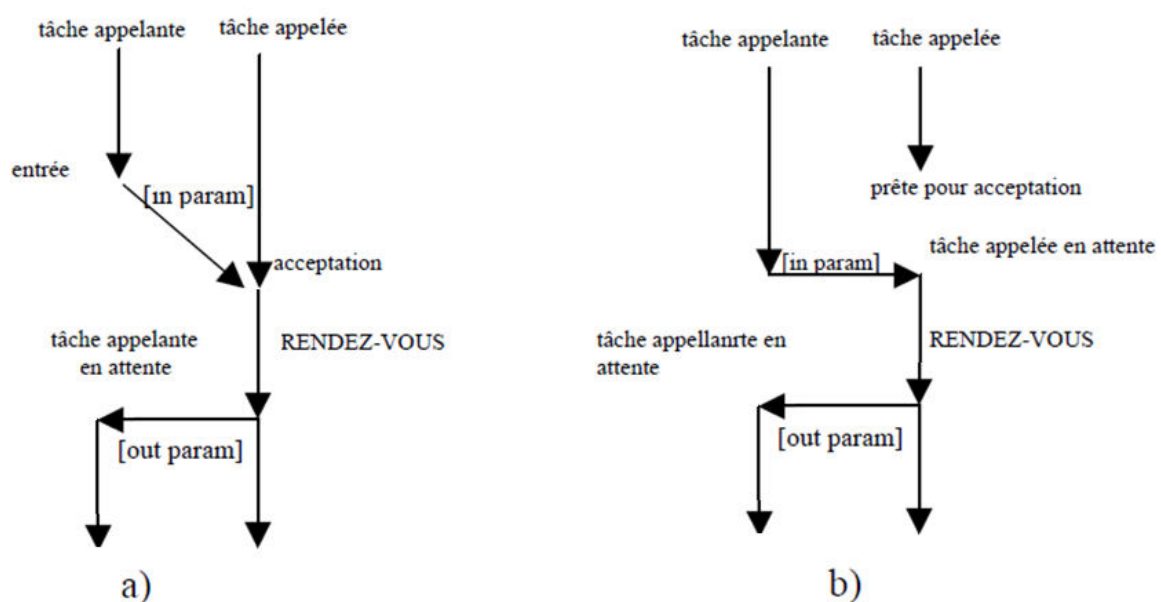 tâche appelante
tâche appelée
entrée
[in param]
acceptation
tâche appelante
en attente
RENDEZ-VOUS
[out param]
a)
tâche appelante
tâche appelée
prête pour acceptation
tâche appelée en attente
[in param]
tâche appellanrte en
attente
RENDEZ-VOUS
[out param]
b)